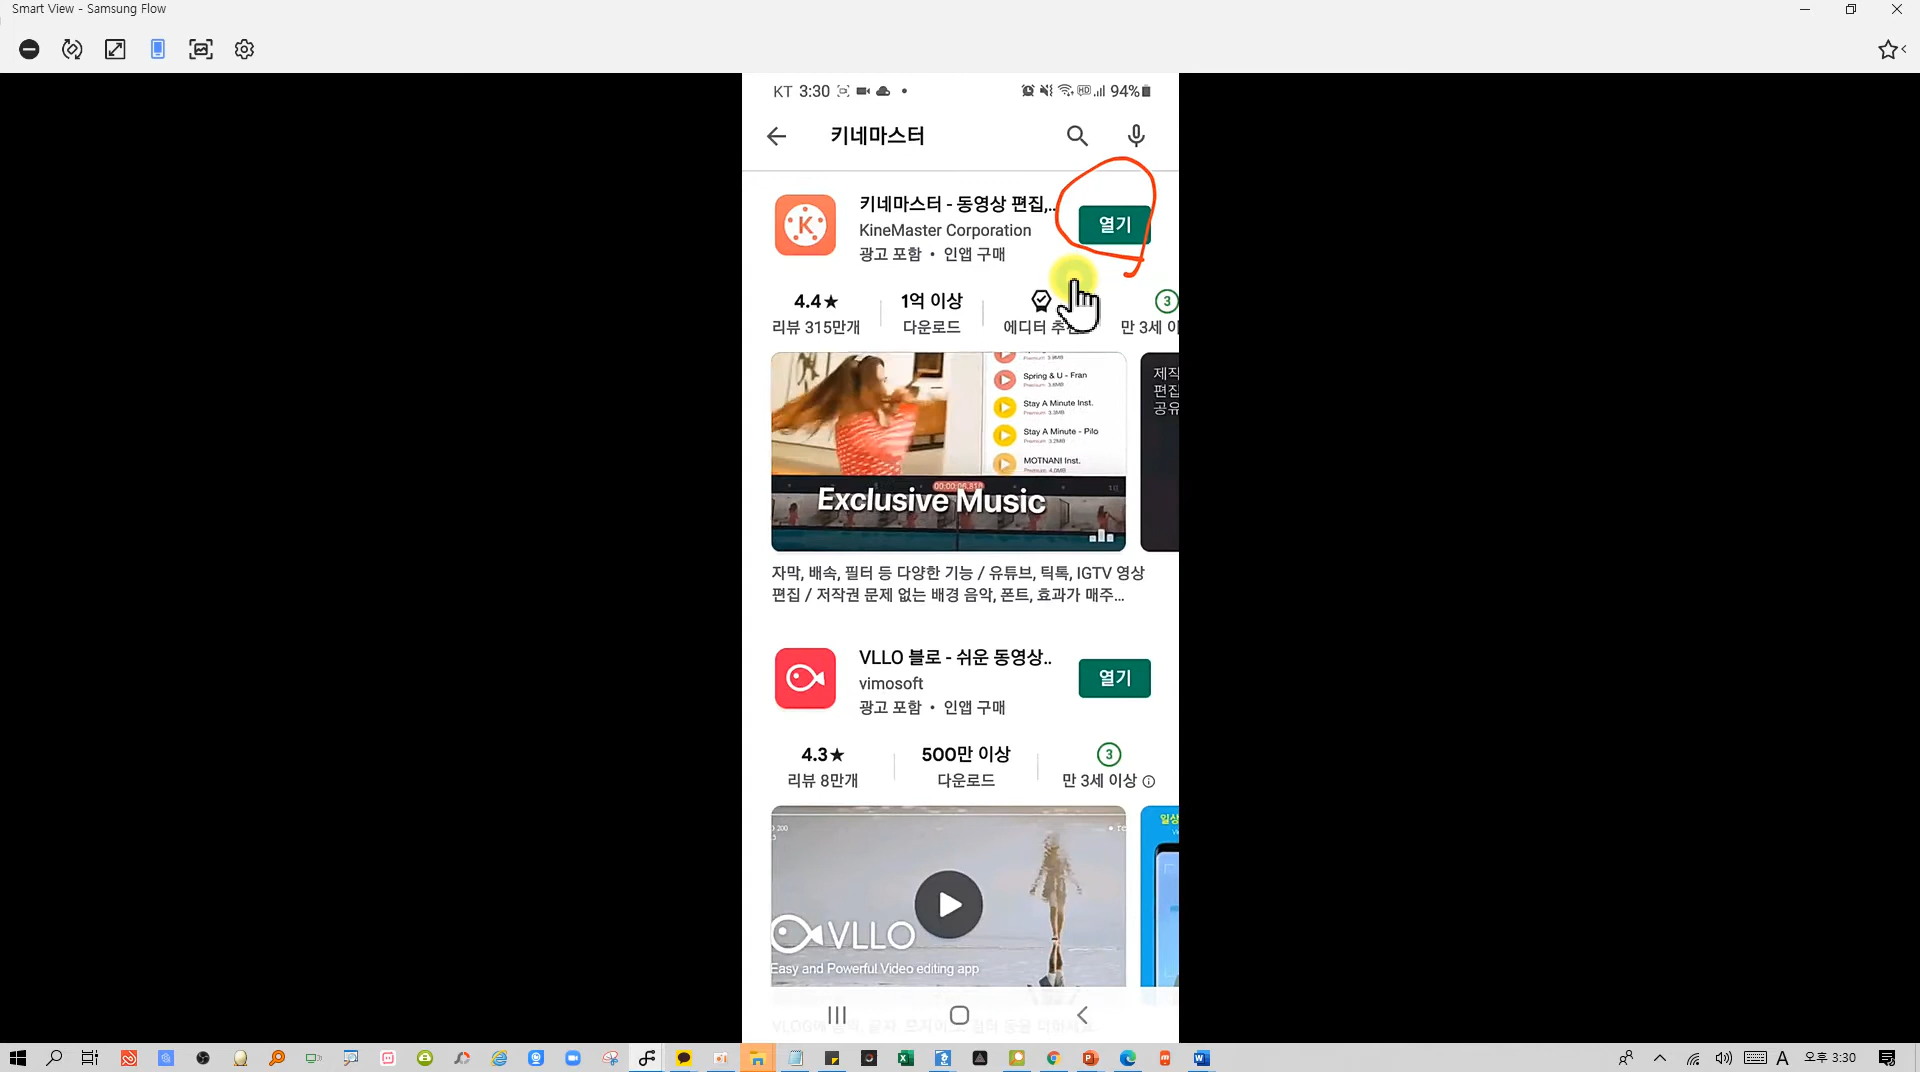 Smart View - Samsung Flow
KT 3:30
94%
키네마스터
키네마스터 - 동영상 편집,..
KineMaster Corporation
광고 포함 • 인앱 구매
열기
4.4★
1억 이상
3
리뷰 315만개
다운로드
에디터 추
만 3세 이
Spring & U - Fran
Stay A Minute Inst.
Stay A Minute - Pilo
MOTNANI Inst.
Exclusive Music
제작
편집
공유
자막, 배속, 필터 등 다양한 기능 / 유튜브, 틱톡, IGTV 영상
편집 / 저작권 문제 없는 배경 음악, 폰트, 효과가 매주...
VLLO 블로 - 쉬운 동영상..
vimosoft
광고 포함 • 인앱 구매
열기
4.3★
500만 이상
3
리뷰 8만개
다운로드
만 3세 이상
일상
VLLO
Easy and Powerful Video editing app
A
오후 3:30